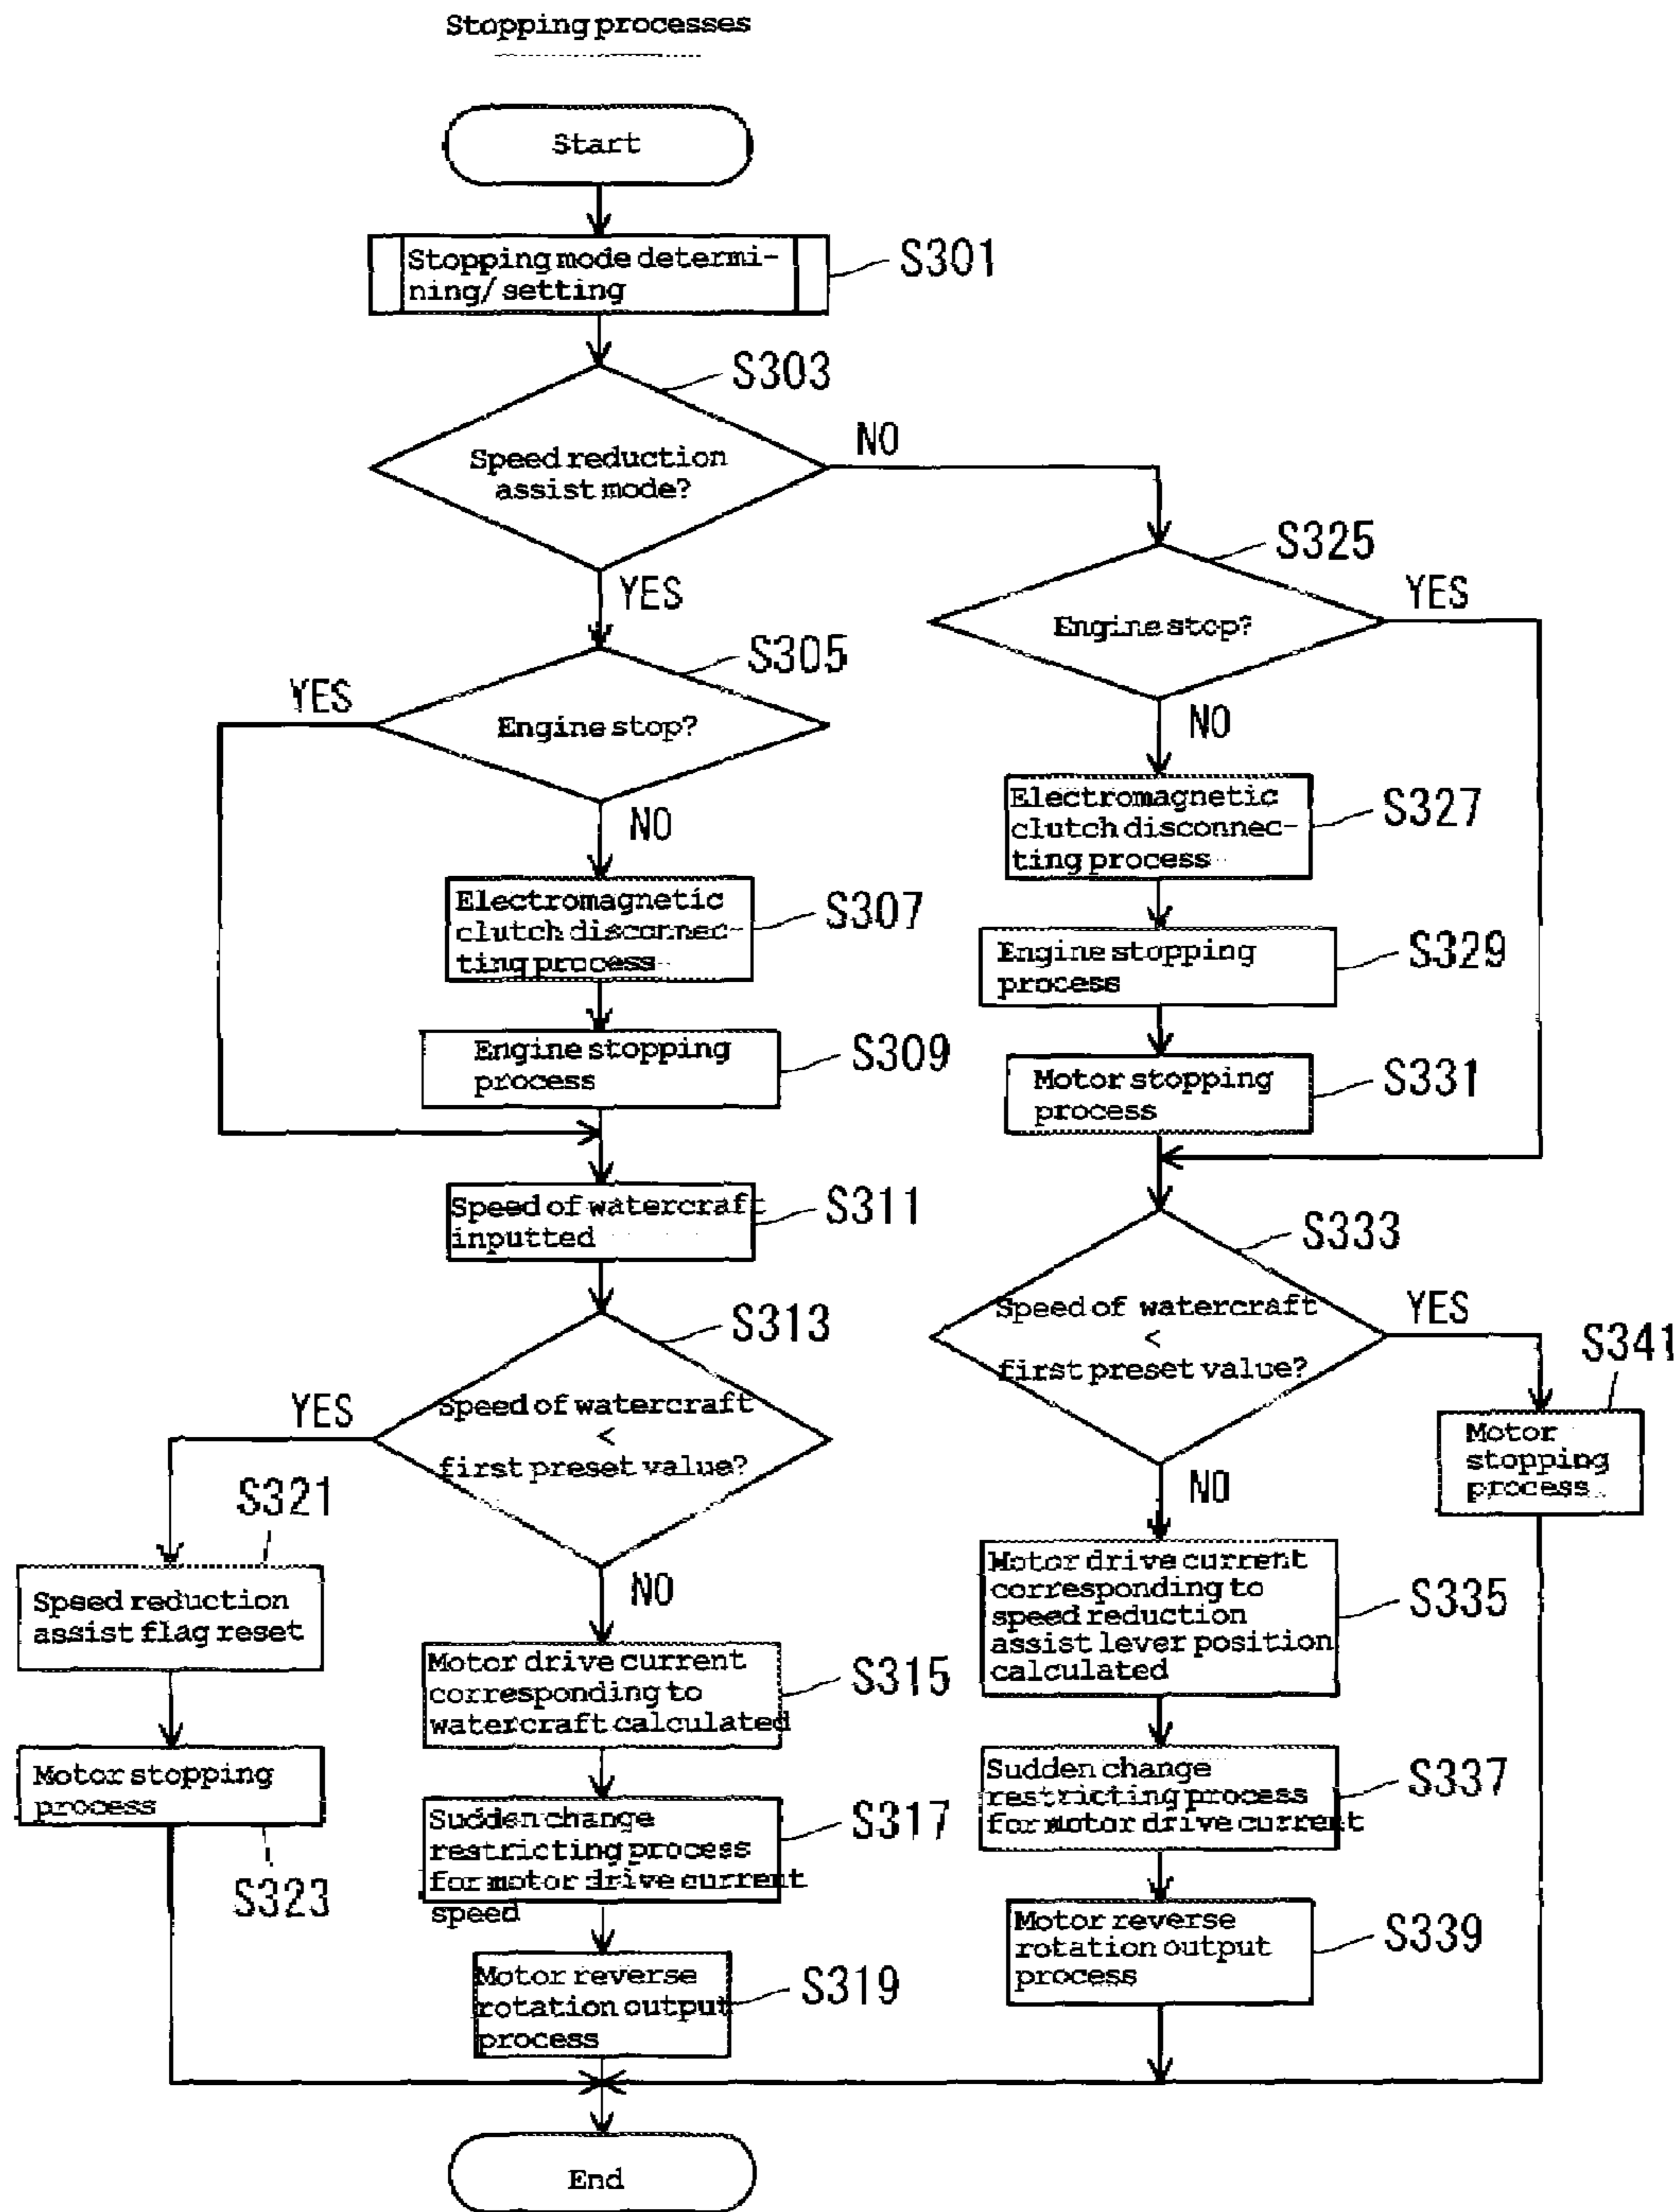 Stopping processes
Start
Stopping mode determi-
ning/ setting
S301
S303
Speed reduction
assist mode?
NO
YES
S305
YES
Engine stop?
NO
Electromagnetic
clutch disconnec-
ting process
S307
Engine stopping
process
S309
Speed of watercraft
inputted
S311
S313
Speed of watercraft
<
first preset value?
YES
NO
S321
Speed reduction
assist flag reset
Motor stopping
process
S323
Motor drive current
corresponding to
watercraft calculated
S315
Sudden change
restricting process
for motor drive current
speed
S317
Motor reverse
rotation output
process
S319
S325
Engine stop?
YES
NO
Electromagnetic
clutch disconnec-
ting process
S327
Engine stopping
process
S329
Motor stopping
process
S331
S333
Speed of watercraft
<
first preset value?
YES
NO
S341
Motor
stopping
process
Motor drive current
corresponding to
speed reduction
assist lever position
calculated
S335
Sudden change
restricting process
for motor drive current
S337
Motor reverse
rotation output
process
S339
End